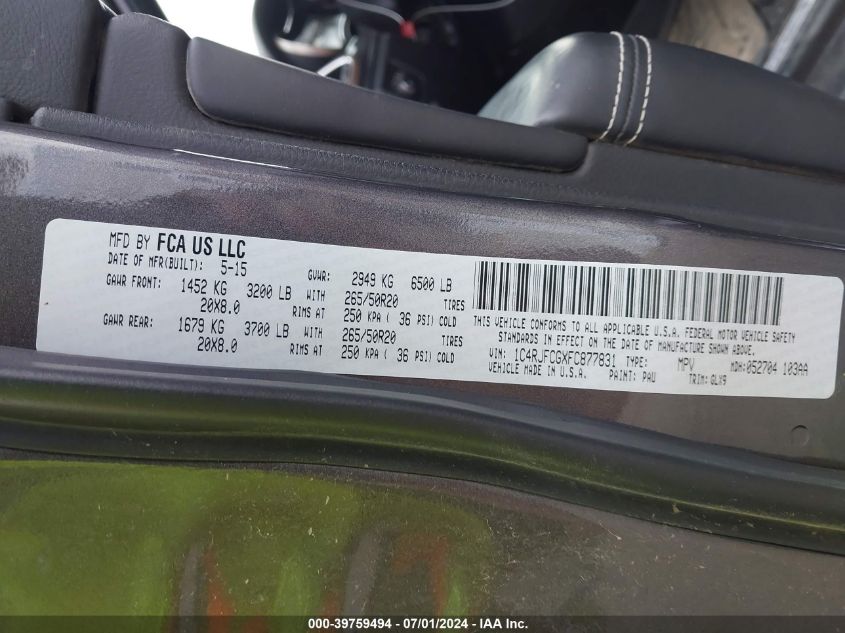 MFD BY FCA US LLC
DATE OF MFR(BUILT): 5-15 GVWR: 2949 KG 6500 LB
GAWR FRONT: 1452 KG 3200 LB WITH 265/50R20 TIRES
20X8.0 RIMS AT 250 KPA ( 36 PSI) COLD
GAWR REAR: 1679 KG 3700 LB WITH 265/50R20 TIRES
20X8.0 RIMS AT 250 KPA ( 36 PSI) COLD
THIS VEHICLE CONFORMS TO ALL APPLICABLE U.S.A. FEDERAL MOTOR VEHICLE SAFETY
STANDARDS IN EFFECT ON THE DATE OF MANUFACTURE SHOWN ABOVE.
VIN: 1C4RJFCGXFC877831 TYPE: MPV MDH:052704 103AA
VEHICLE MADE IN U.S.A. PAINT: PAU TRIM: GLX9
000-39759494 - 07/01/2024 - IAAI.COM